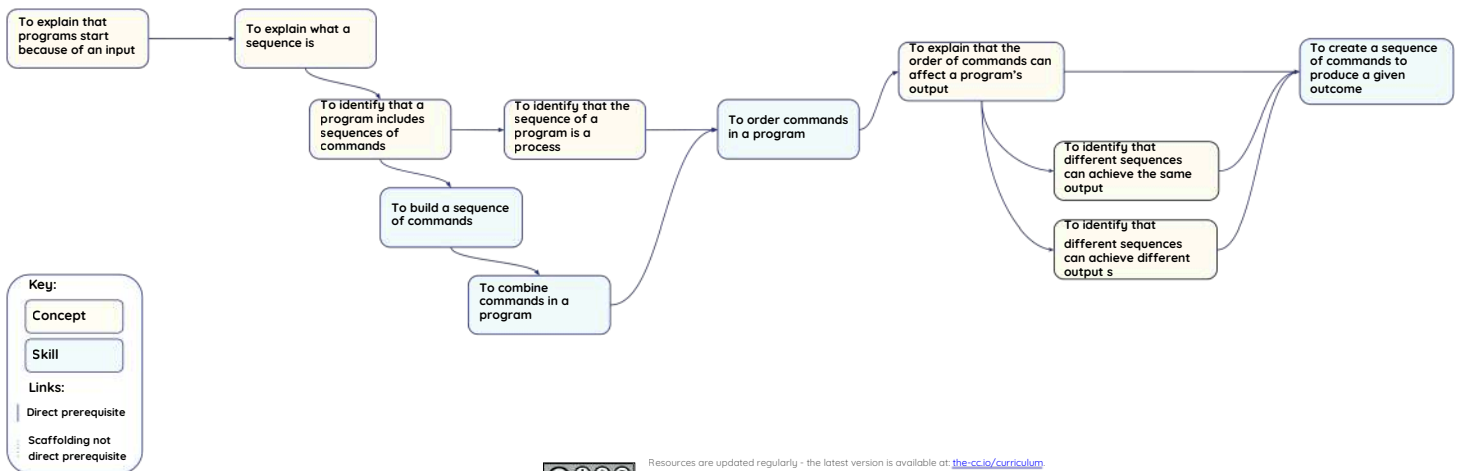 To explain that
programs start
because of an input
To explain what a
sequence is
To identify that a
program includes
sequences of
commands
To identify that the
sequence of a
program is a
process
To build a sequence
of commands
To combine
commands in a
program
To order commands
in a program
To explain that the
order of commands can
affect a program's
output
To identify that
different sequences
can achieve the same
output
To identify that
different sequences
can achieve different
output s
To create a sequence
of commands to
produce a given
outcome
Key:
Concept
Skill
Links:
Direct prerequisite
Scaffolding not
direct prerequisite
Resources are updated regularly - the latest version is available at: the-cc.io/curriculum.